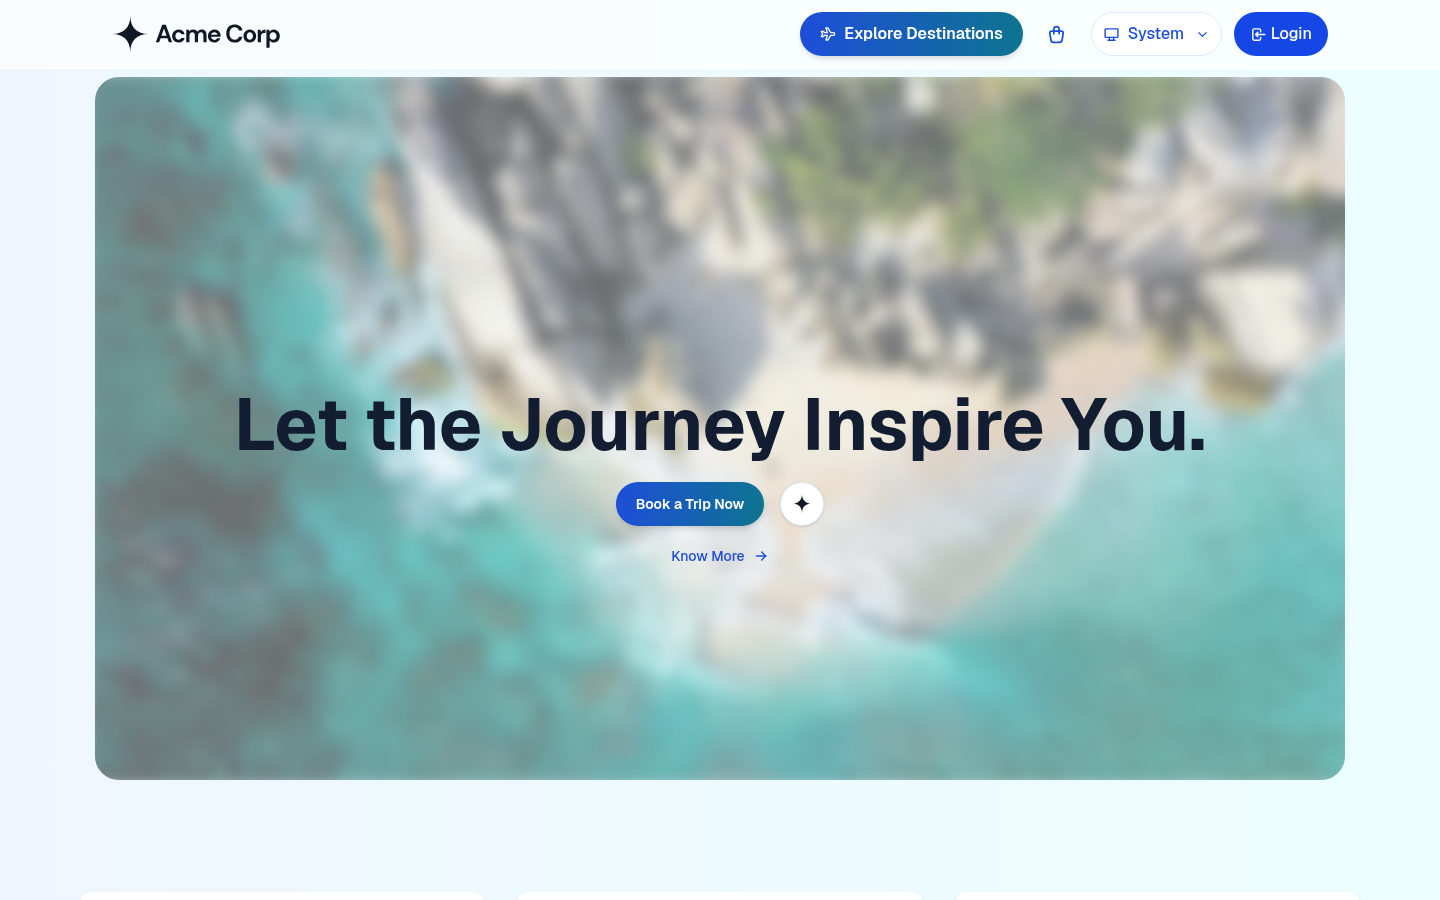 Acme Corp
Explore Destinations
System
Login
Let the Journey Inspire You.
Book a Trip Now
Know More